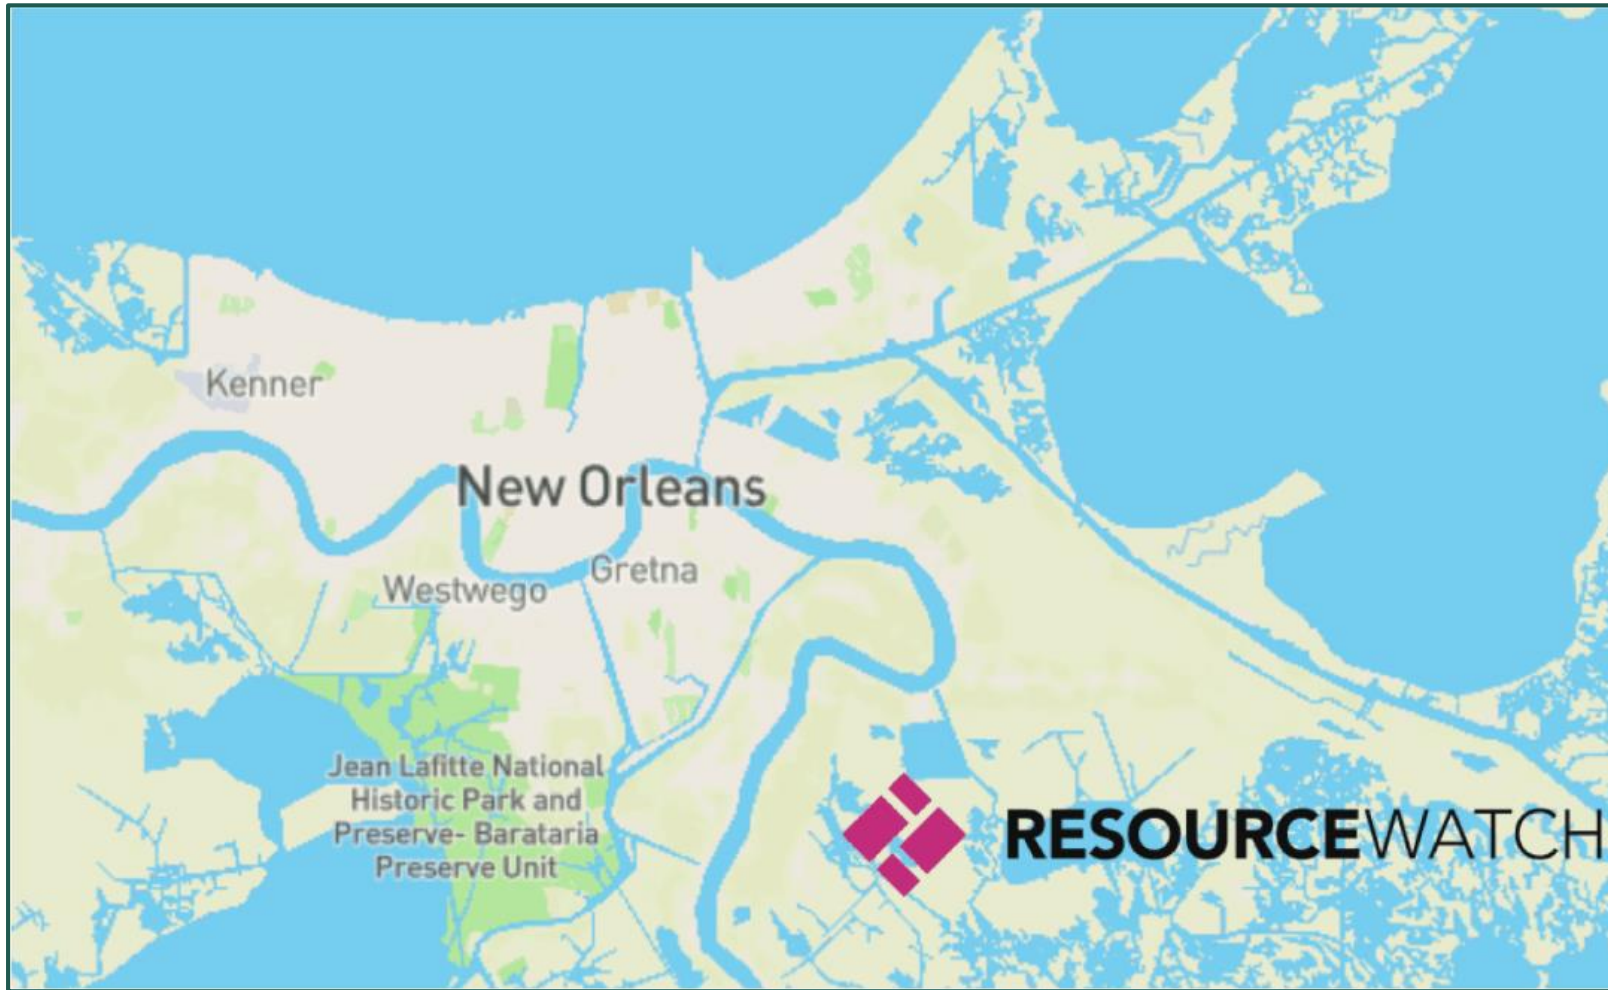 Kenner
New Orleans
Gretna
Westwego
Jean Lafitte National
Historic Park and
Preserve- Barataria
Preserve Unit
RESOURCEWATCH